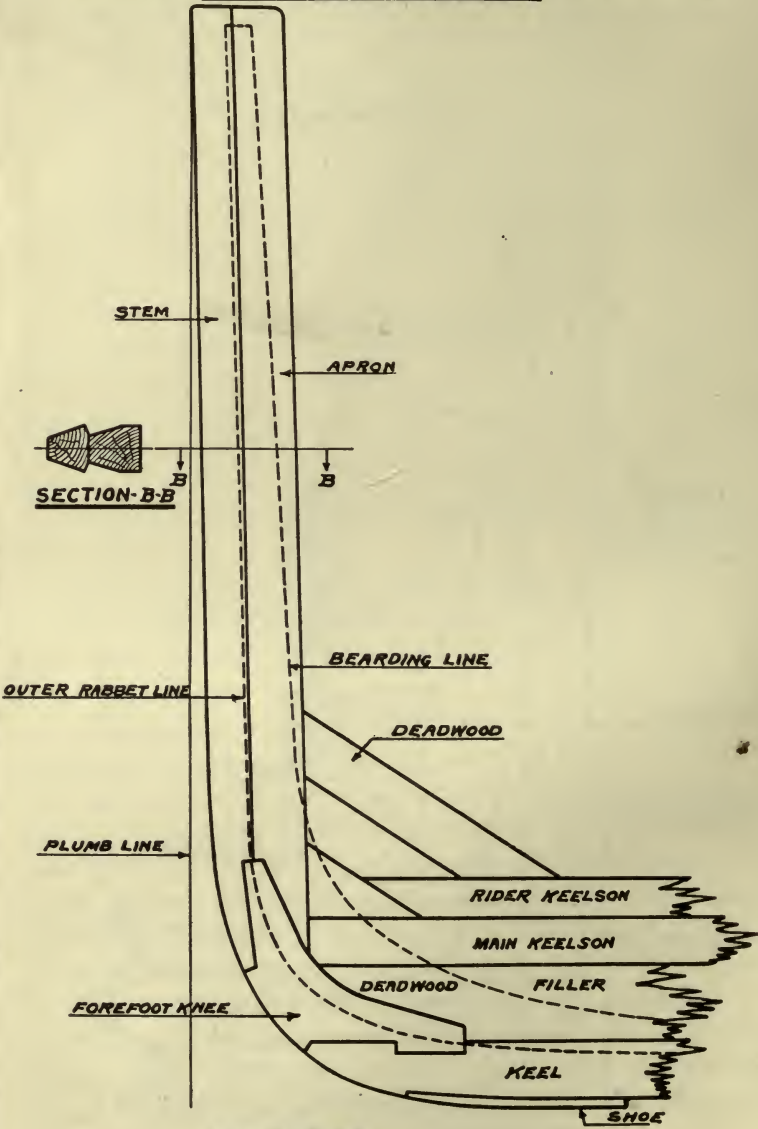 STEM
APRON
B
B
SECTION-B-B
BEARDING LINE
OUTER RABBET LINE
DEADWOOD
PLUMB LINE
RIDER KEELSON
MAIN KEELSON
DEADWOOD FILLER
FOREFOOT KNEE
KEEL
SHOE